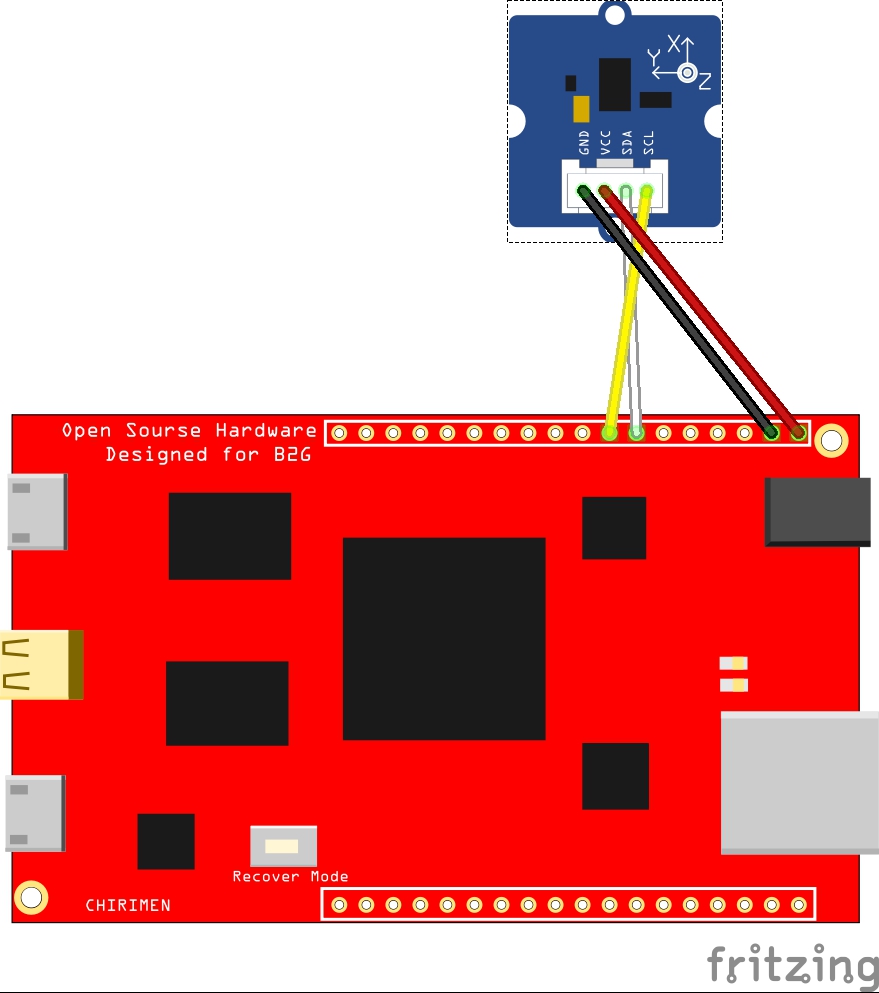 X
Y
Z
GND VCC SDA SCL
Open Sourse Hardware
Designed for B2G
Recover Mode
CHIRIMEN
fritzing